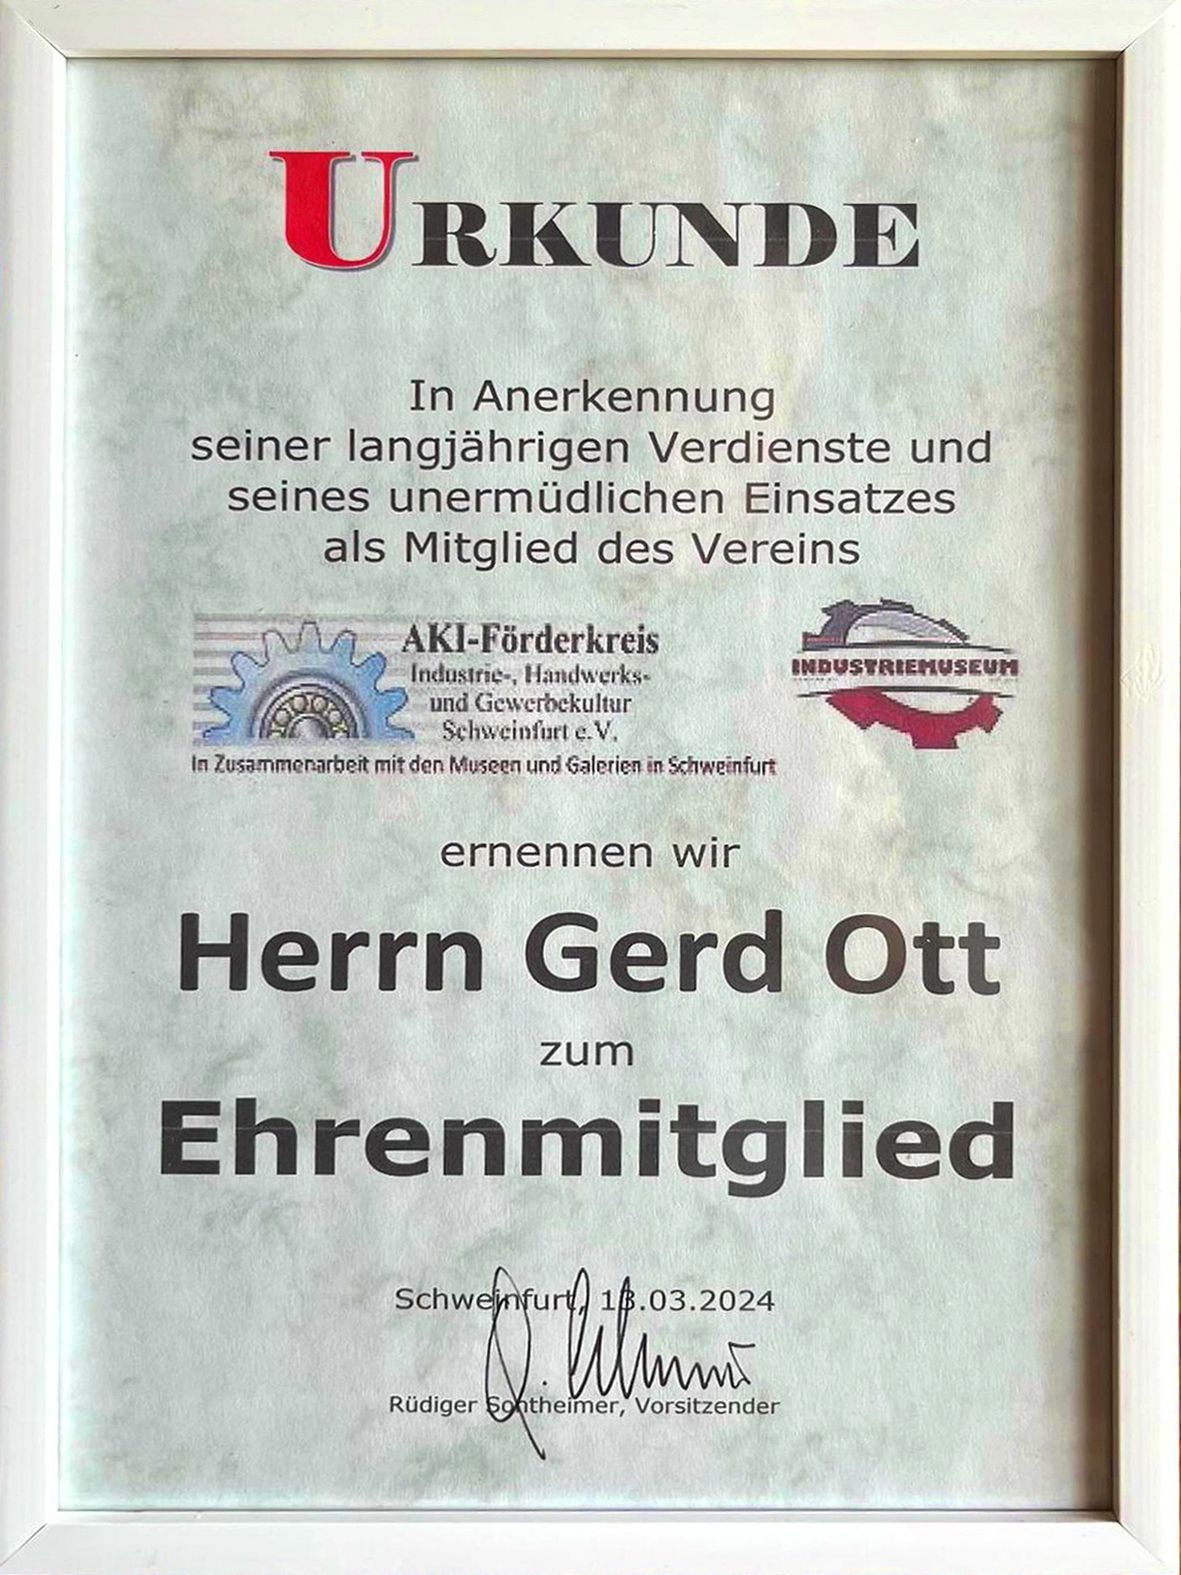 URKUNDE
In Anerkennung
seiner langjährigen Verdienste und
seines unermüdlichen Einsatzes
als Mitglied des Vereins
AKI-Förderkreis
Industrie-, Handwerks-
und Gewerbekultur
Schweinfurt e.V.
In Zusammenarbeit mit den Museen und Galerien in Schweinfurt
INDUSTRIEMUSEUM
ernennen wir
Herrn Gerd Ott
zum
Ehrenmitglied
Schweinfurt, 13.03.2024
Rüdiger Sontheimer, Vorsitzender